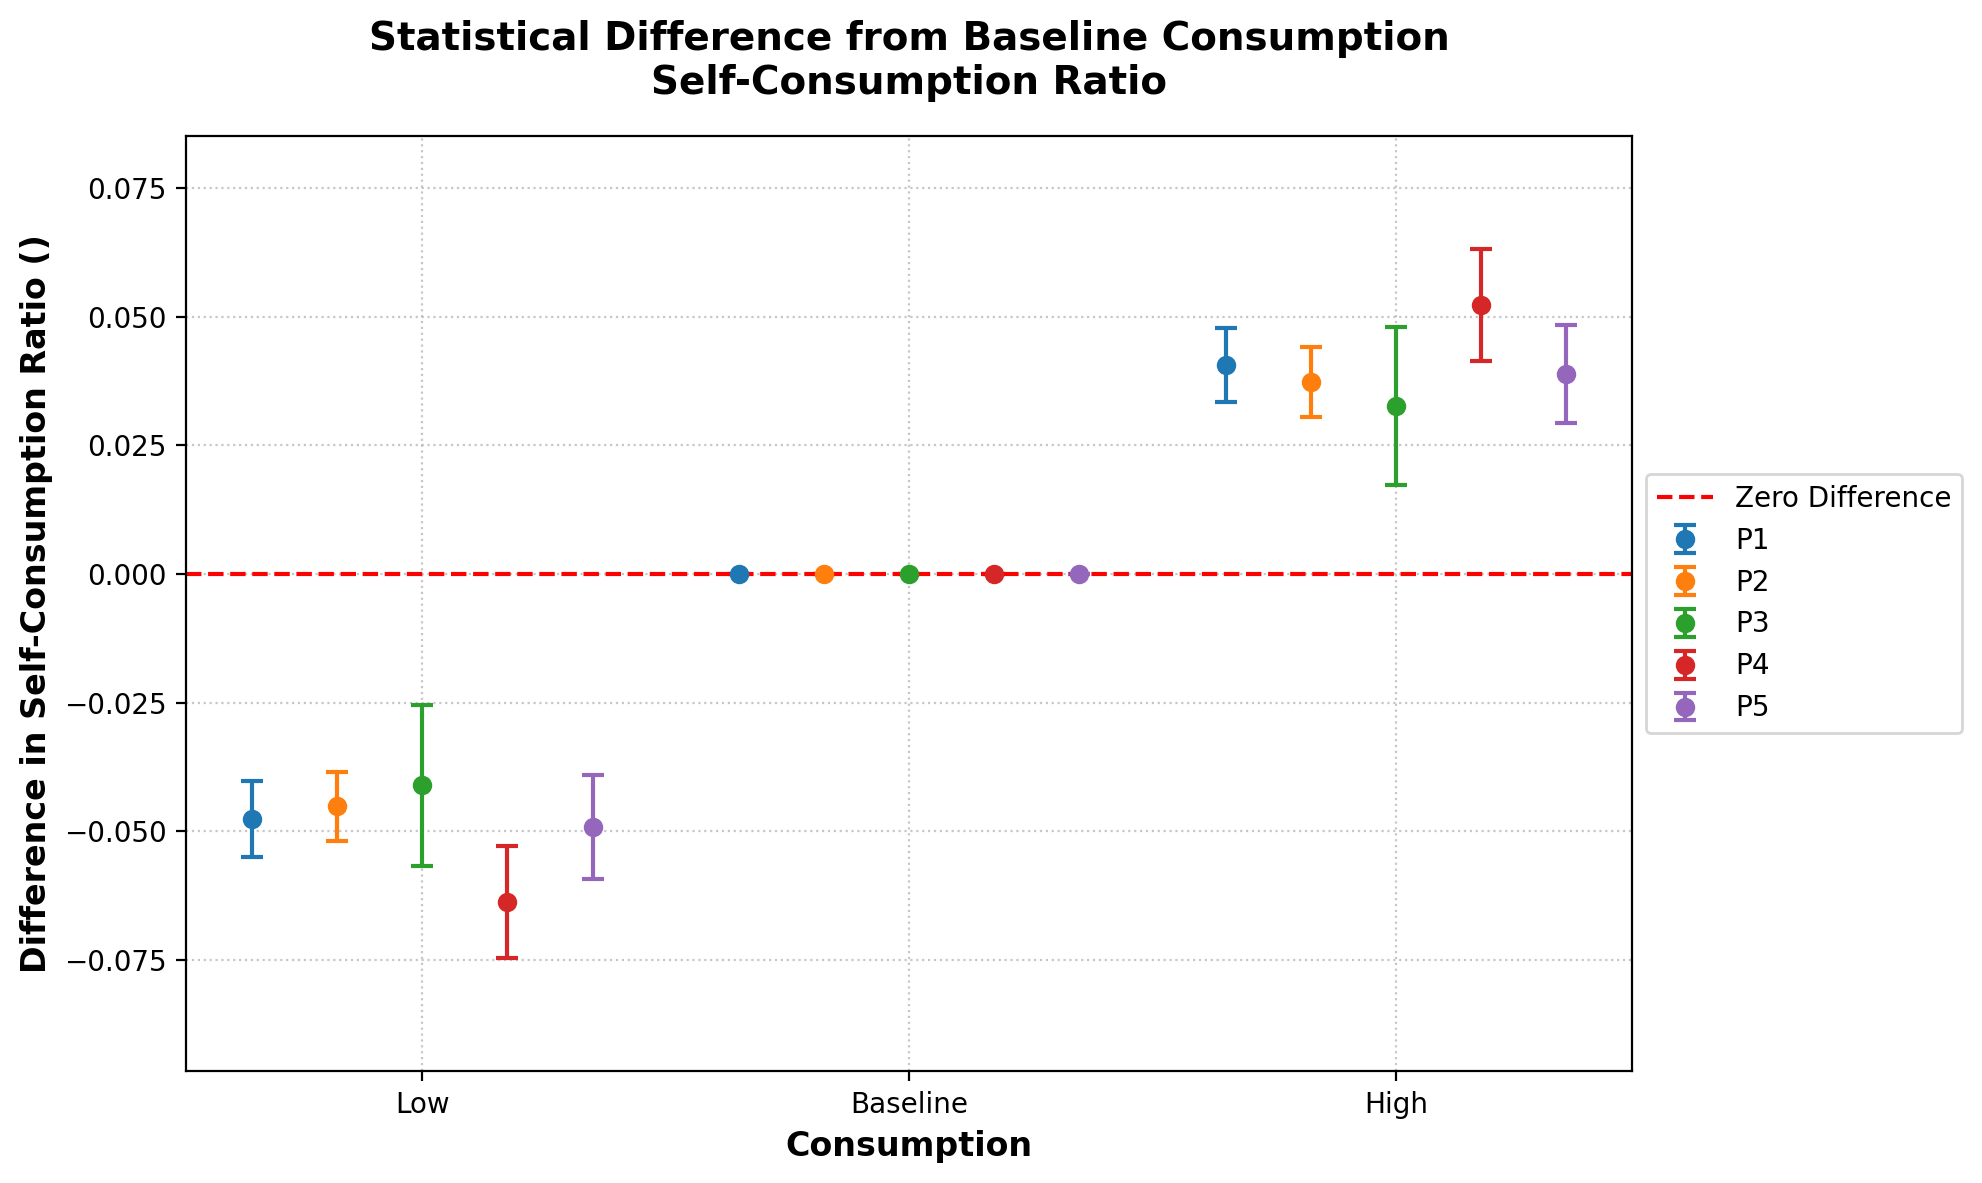 Statistical Difference from Baseline Consumption
Self-Consumption Ratio
Difference in Self-Consumption Ratio ()
0.075
0.050
0.025
0.000
−0.025
−0.050
−0.075
Low
Baseline
High
Consumption
Zero Difference
P1
P2
P3
P4
P5